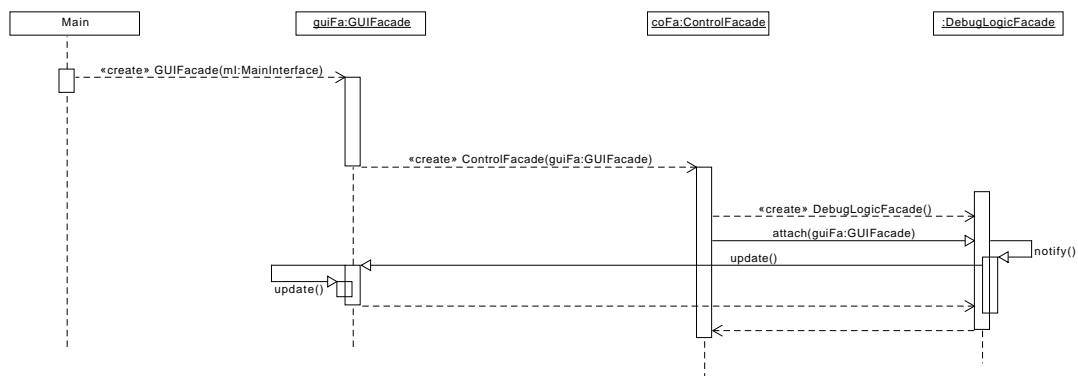 Main
guiFa:GUIFacade
coFa:ControlFacade
:DebugLogicFacade
«create» GUIFacade(mI:MainInterface)
«create» ControlFacade(guiFa:GUIFacade)
«create» DebugLogicFacade()
attach(guiFa:GUIFacade)
notify()
update()
update()